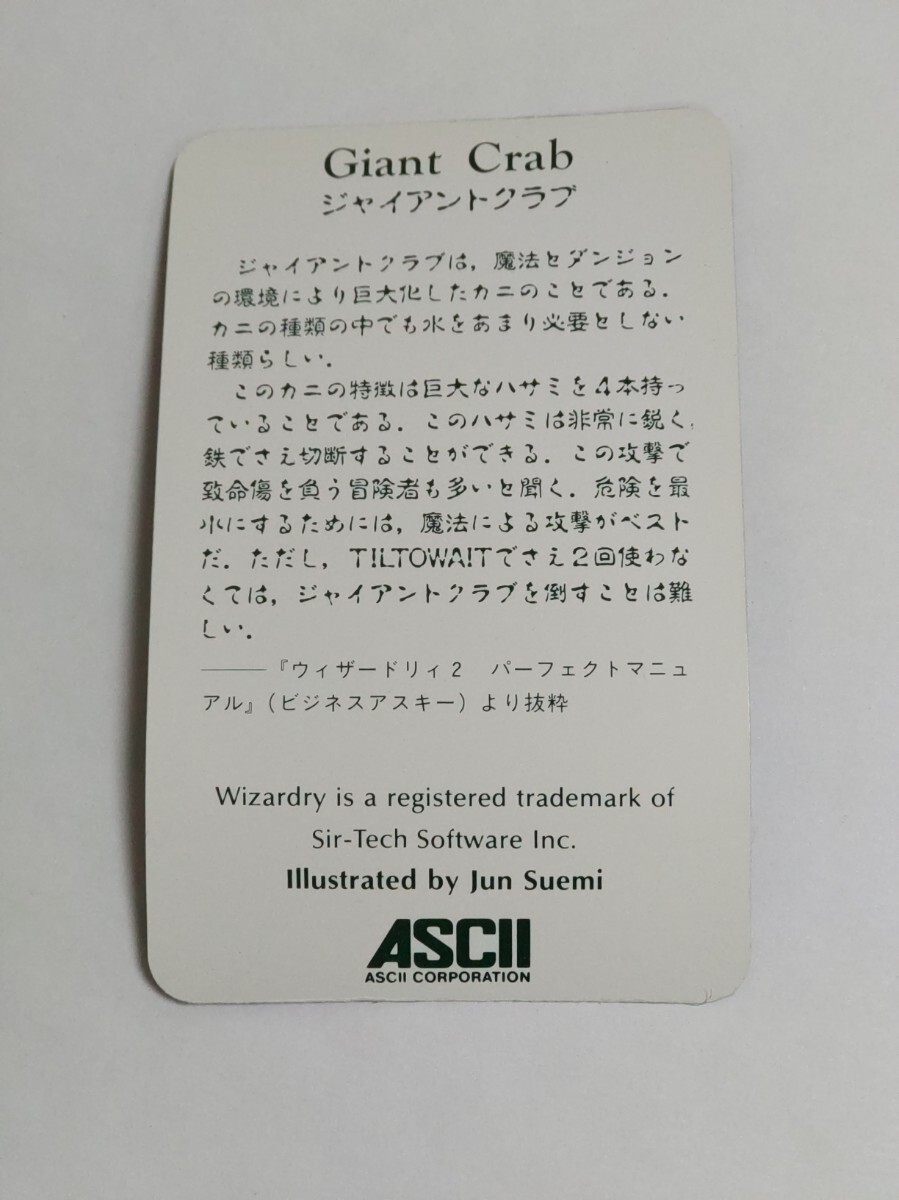 Giant Crab
ジャイアントクラブ
ジャイアントクラブは，魔法とダンジョン
の環境により巨大化したカニのことである．
カニの種類の中でも水をあまり必要としない
種類らしい．
このカニの特徴は巨大なハサミを4本持っ
ていることである．このハサミは非常に鋭く，
鉄でさえ切断することができる．この攻撃で
致命傷を負う冒険者も多いと聞く．危険を最
小にするためには，魔法による攻撃がベスト
だ．ただし，TILTOWAITでさえ2回使わな
くては，ジャイアントクラブを倒すことは難
しい．
――『ウィザードリィ2　パーフェクトマニュ
アル』（ビジネスアスキー）より抜粋
Wizardry is a registered trademark of
Sir-Tech Software Inc.
Illustrated by Jun Suemi
ASCII
ASCII CORPORATION